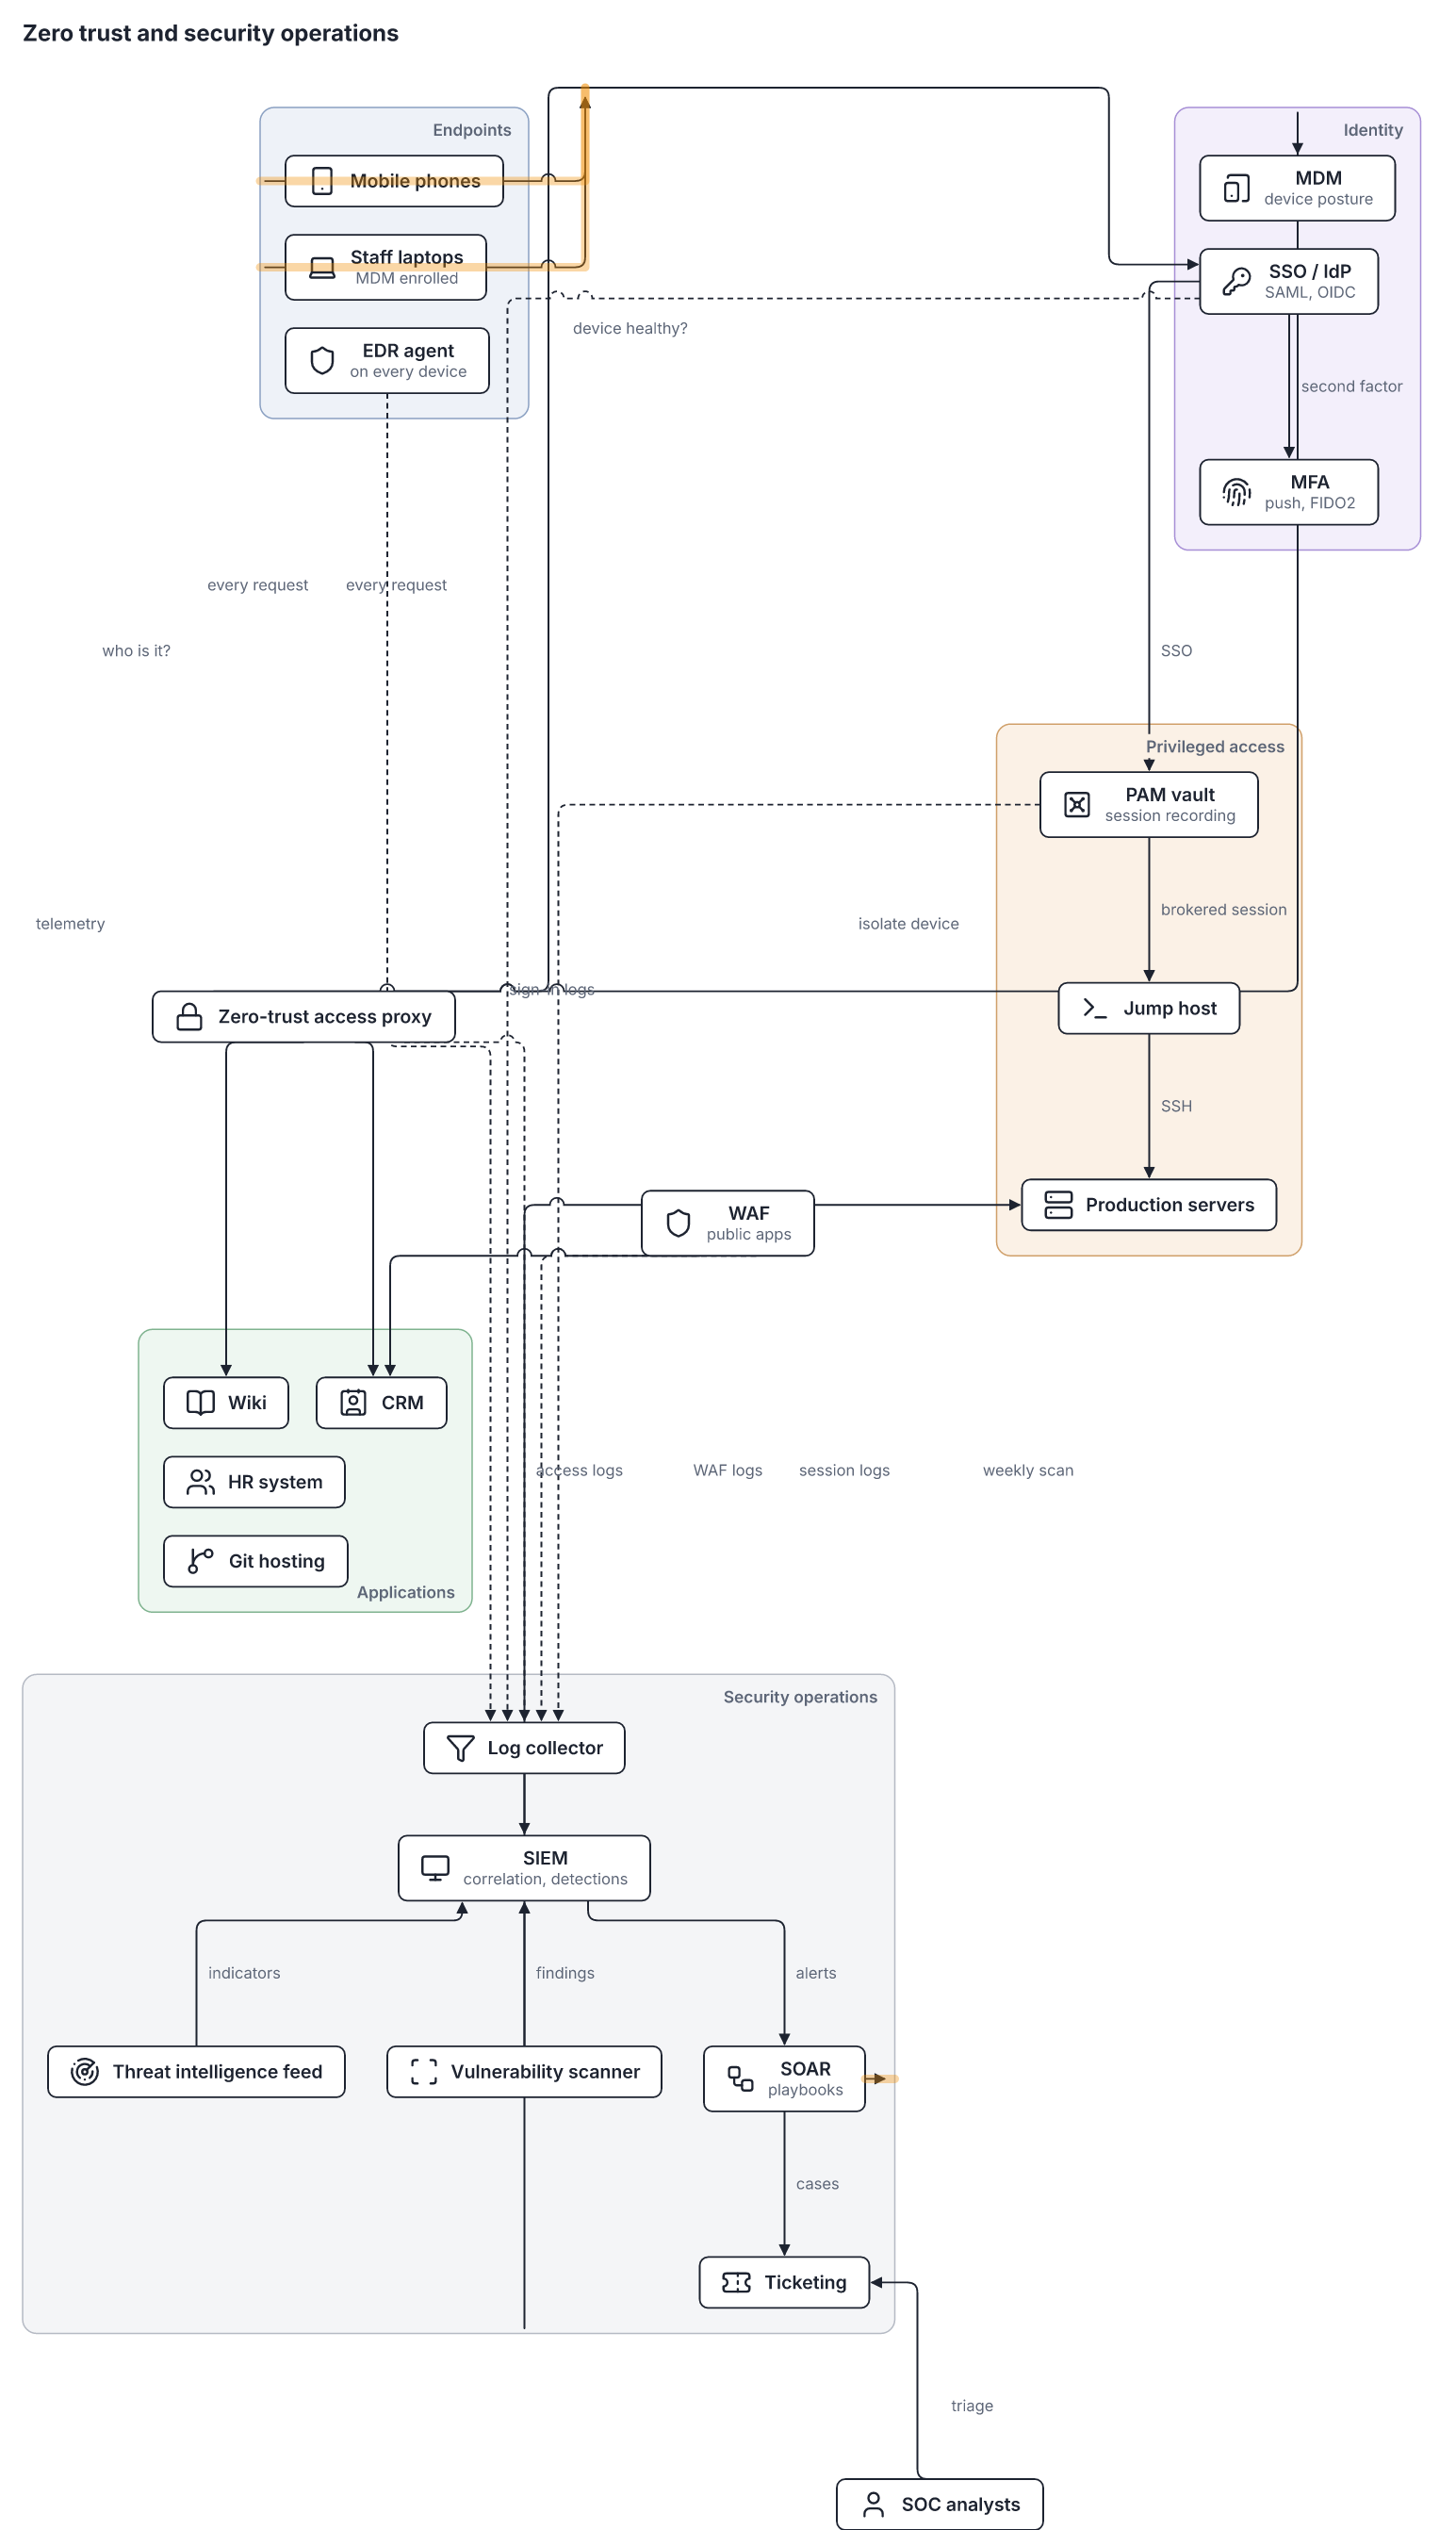 Zero trust and security operations
Endpoints
Mobile phones
Staff laptops
MDM enrolled
EDR agent
on every device
Identity
MDM
device posture
SSO / IdP
SAML, OIDC
device healthy?
second factor
MFA
push, FIDO2
every request
every request
who is it?
SSO
Privileged access
PAM vault
session recording
telemetry
isolate device
brokered session
sign-in logs
Zero-trust access proxy
Jump host
SSH
WAF
public apps
Production servers
Wiki
CRM
HR system
Git hosting
Applications
access logs
WAF logs
session logs
weekly scan
Security operations
Log collector
SIEM
correlation, detections
indicators
findings
alerts
Threat intelligence feed
Vulnerability scanner
SOAR
playbooks
cases
Ticketing
triage
SOC analysts